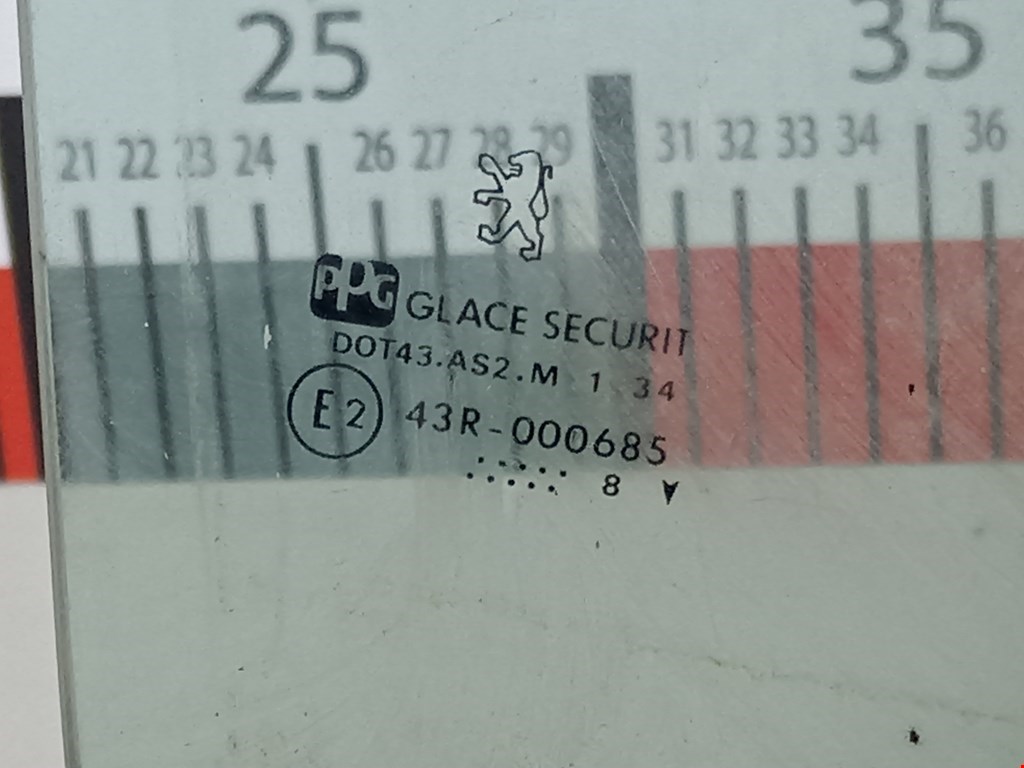 25 35
21 22 23 24 26 27 28 29 31 32 33 34 36
PPG GLACE SECURIT
DOT43.AS2.M 1 34
E2 43R-000685
8